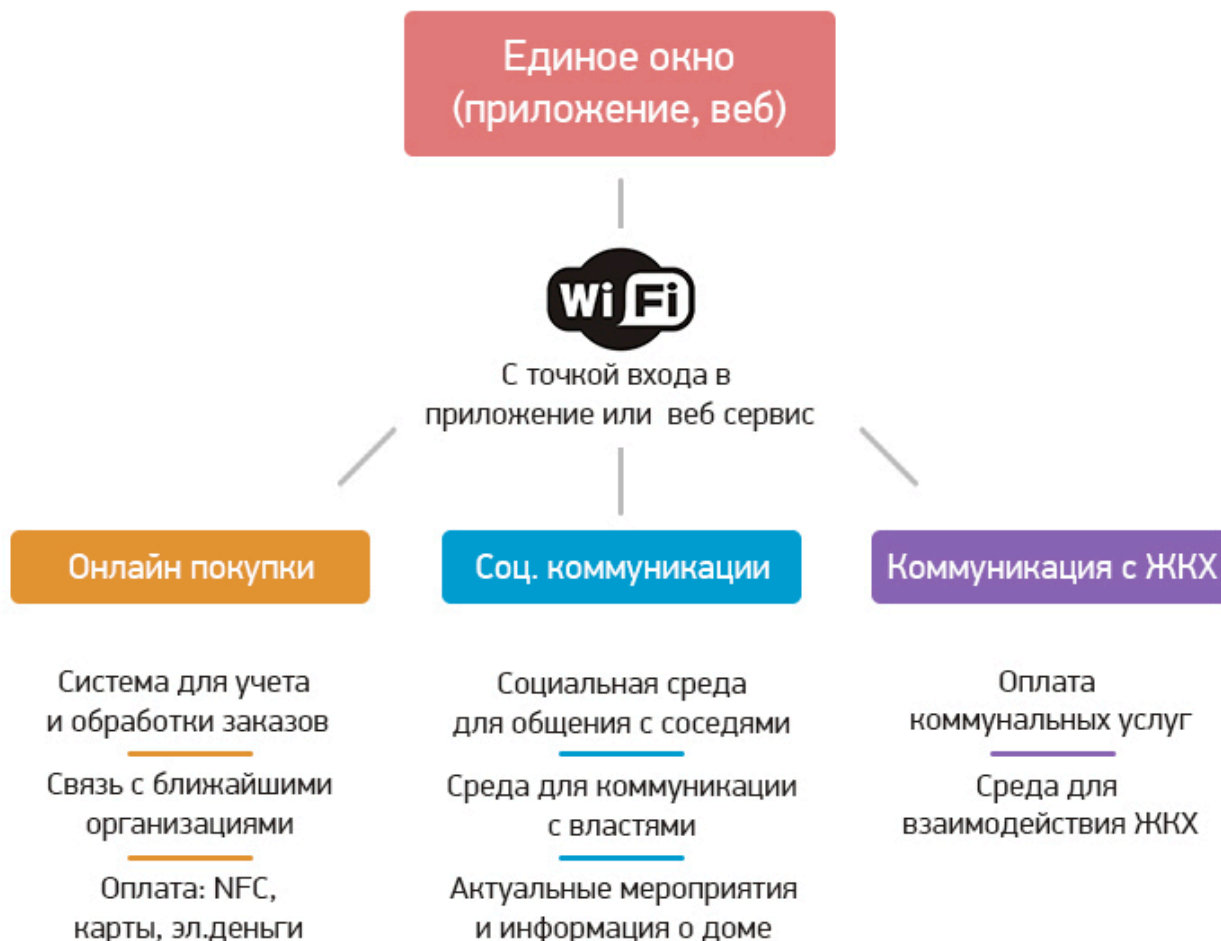 Единое окно
(приложение, веб)
Wi Fi
С точкой входа в
приложение или веб сервис
Онлайн покупки
Система для учета
и обработки заказов
Связь с ближайшими
организациями
Оплата: NFC,
карты, эл.деньги
Соц. коммуникации
Социальная среда
для общения с соседями
Среда для коммуникации
с властями
Актуальные мероприятия
и информация о доме
Коммуникация с ЖКХ
Оплата
коммунальных услуг
Среда для
взаимодействия ЖКХ